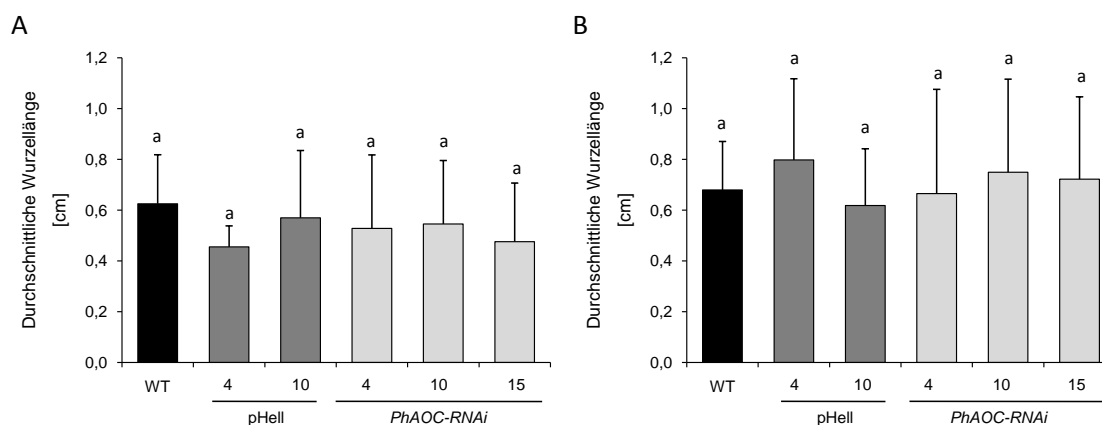 A
Durchschnittliche Wurzellänge
[cm]
1,2
1,0
0,8
0,6
0,4
0,2
0,0
a
a
a
a
a
a
WT
4
10
4
10
15
pHell
PhAOC-RNAi
B
Durchschnittliche Wurzellänge
[cm]
1,2
1,0
0,8
0,6
0,4
0,2
0,0
a
a
a
a
a
a
WT
4
10
4
10
15
pHell
PhAOC-RNAi